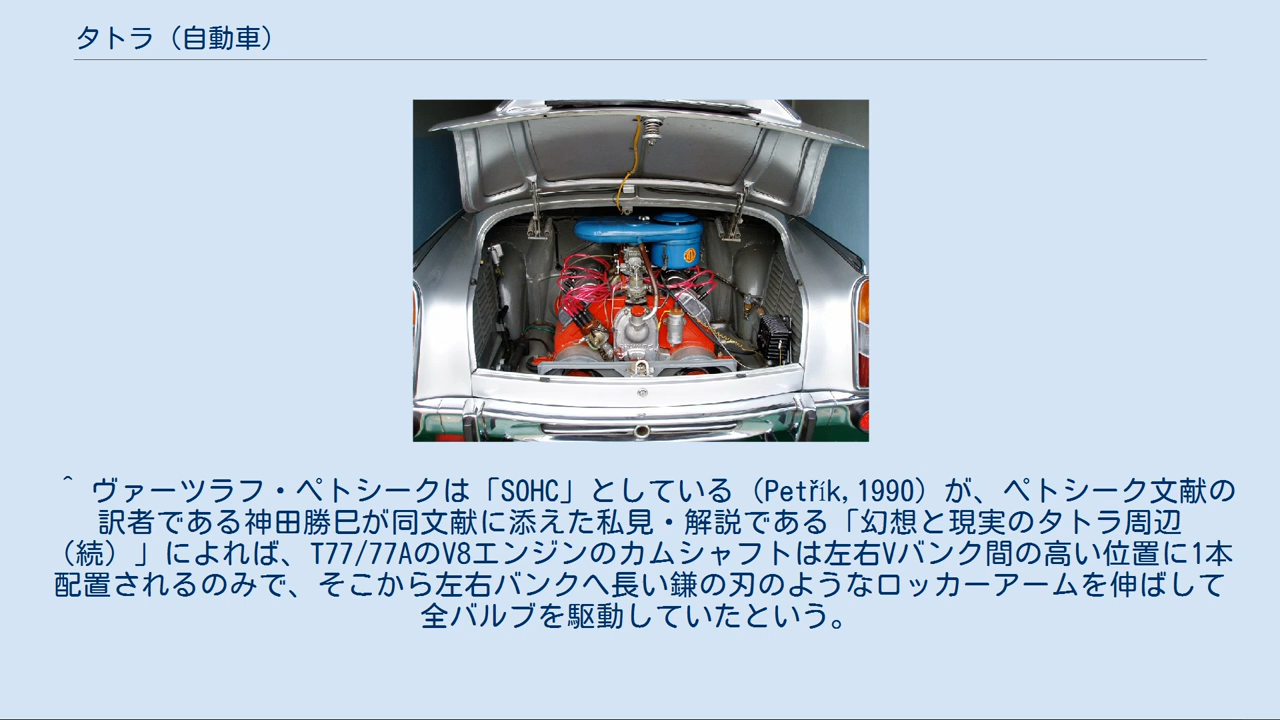 タトラ（自動車）
^ ヴァーツラフ・ペトシークは「SOHC」としている（Petřík,1990）が、ペトシーク文献の
訳者である神田勝巳が同文献に添えた私見・解説である「幻想と現実のタトラ周辺
（続）」によれば、T77/77AのV8エンジンのカムシャフトは左右Vバンク間の高い位置に1本
配置されるのみで、そこから左右バンクへ長い鎌の刃のようなロッカーアームを伸ばして
全バルブを駆動していたという。